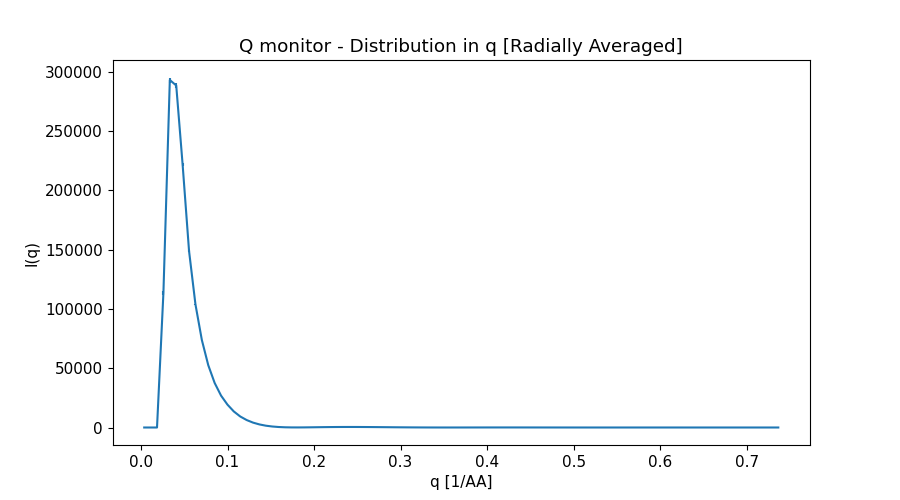 Q monitor - Distribution in q [Radially Averaged]
300000
250000
200000
150000
100000
50000
0
I(q)
0.0 0.1 0.2 0.3 0.4 0.5 0.6 0.7
q [1/AA]